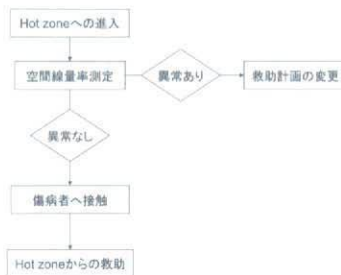 Hot zoneへの進入
空間線量率測定
異常あり
救助計画の変更
異常なし
傷病者へ接触
Hot zoneからの救助